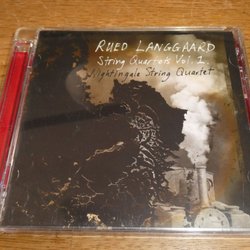 RUED LANGGAARD
String Quartets Vol. 1.
Nightingale String Quartet